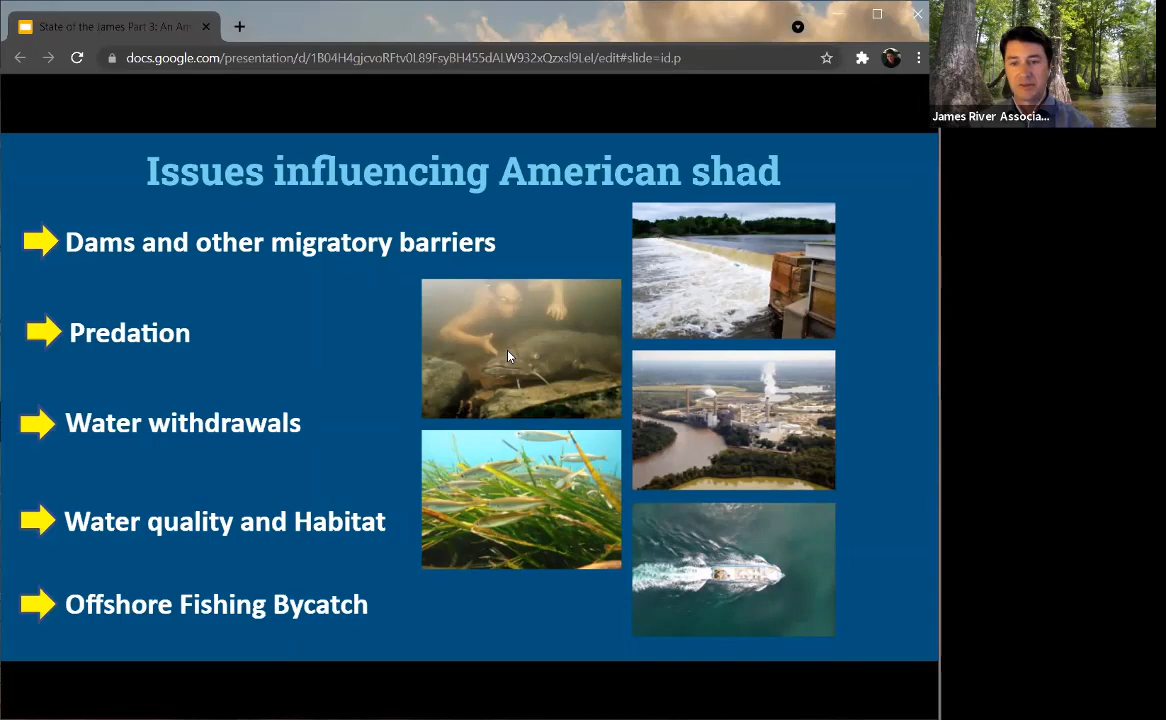 State of the James Part 3: An Am
docs.google.com/presentation/d/1B04H4gjcvoRFtv0L89FsyBH455dALW932xQzxsl9LeI/edit#slide=id.p
James River Associa...
Issues influencing American shad
Dams and other migratory barriers
Predation
Water withdrawals
Water quality and Habitat
Offshore Fishing Bycatch